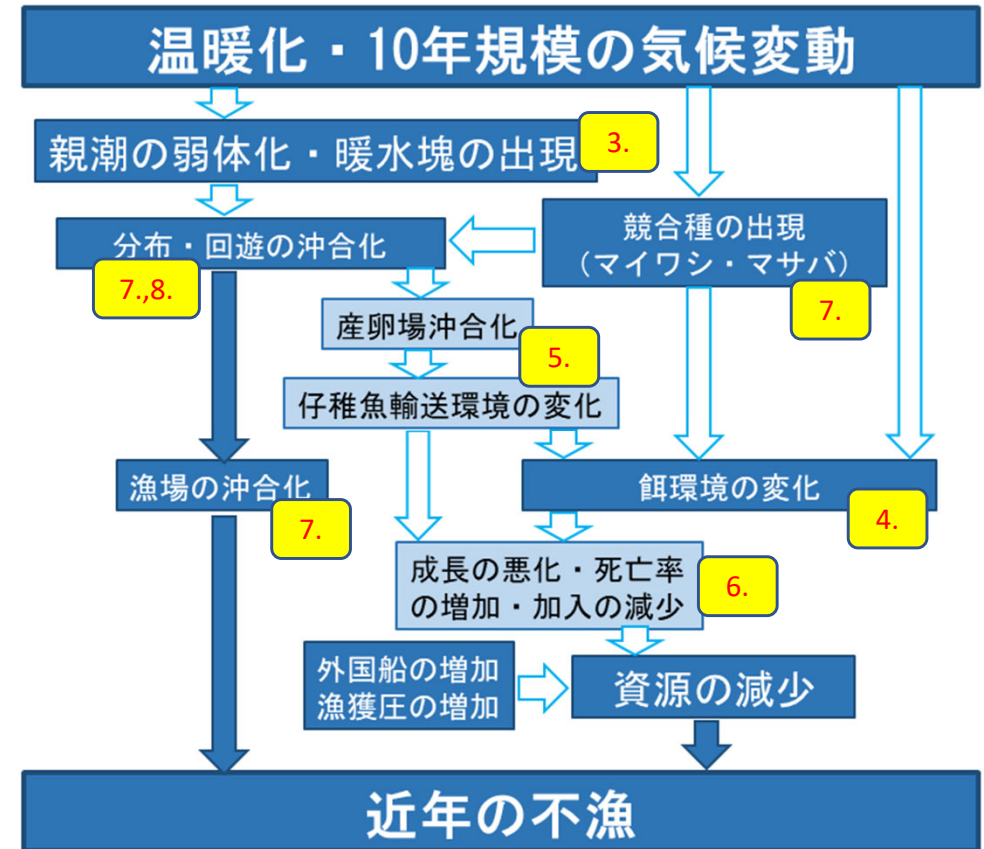 温暖化・10年規模の気候変動
親潮の弱体化・暖水塊の出現
3.
分布・回遊の沖合化
7.,8.
競合種の出現
（マイワシ・マサバ）
7.
産卵場沖合化
5.
仔稚魚輸送環境の変化
漁場の沖合化
7.
餌環境の変化
4.
成長の悪化・死亡率
の増加・加入の減少
6.
外国船の増加
漁獲圧の増加
資源の減少
近年の不漁